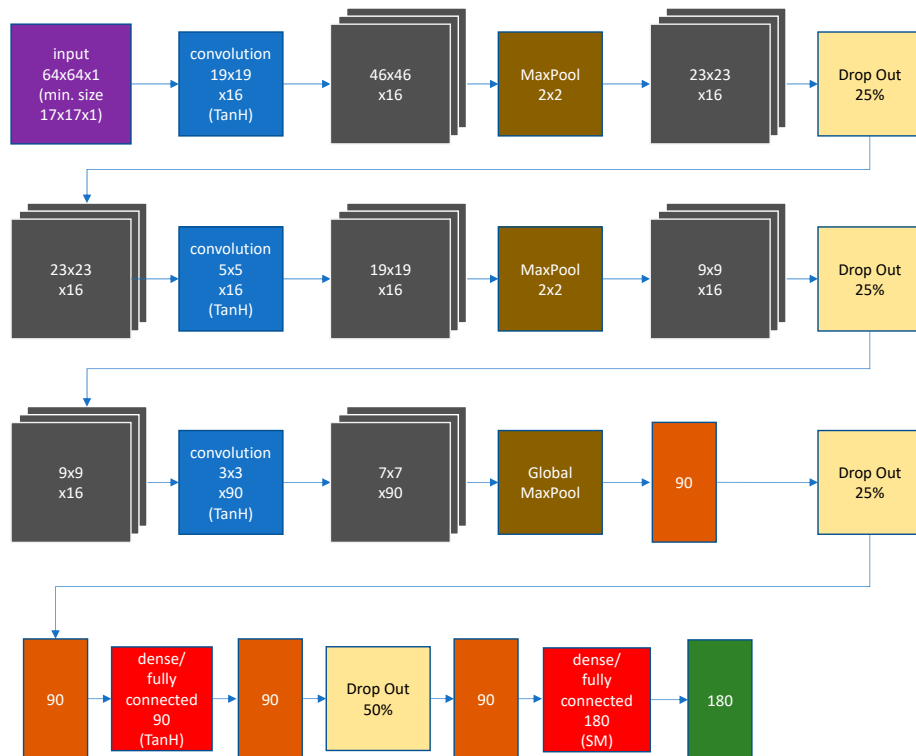 input
64x64x1
(min. size
17x17x1)
convolution
19x19
x16
(TanH)
46x46
x16
MaxPool
2x2
23x23
x16
Drop Out
25%
23x23
x16
convolution
5x5
x16
(TanH)
19x19
x16
MaxPool
2x2
9x9
x16
Drop Out
25%
9x9
x16
convolution
3x3
x90
(TanH)
7x7
x90
Global
MaxPool
90
Drop Out
25%
90
dense/
fully
connected
90
(TanH)
90
Drop Out
50%
90
dense/
fully
connected
180
(SM)
180